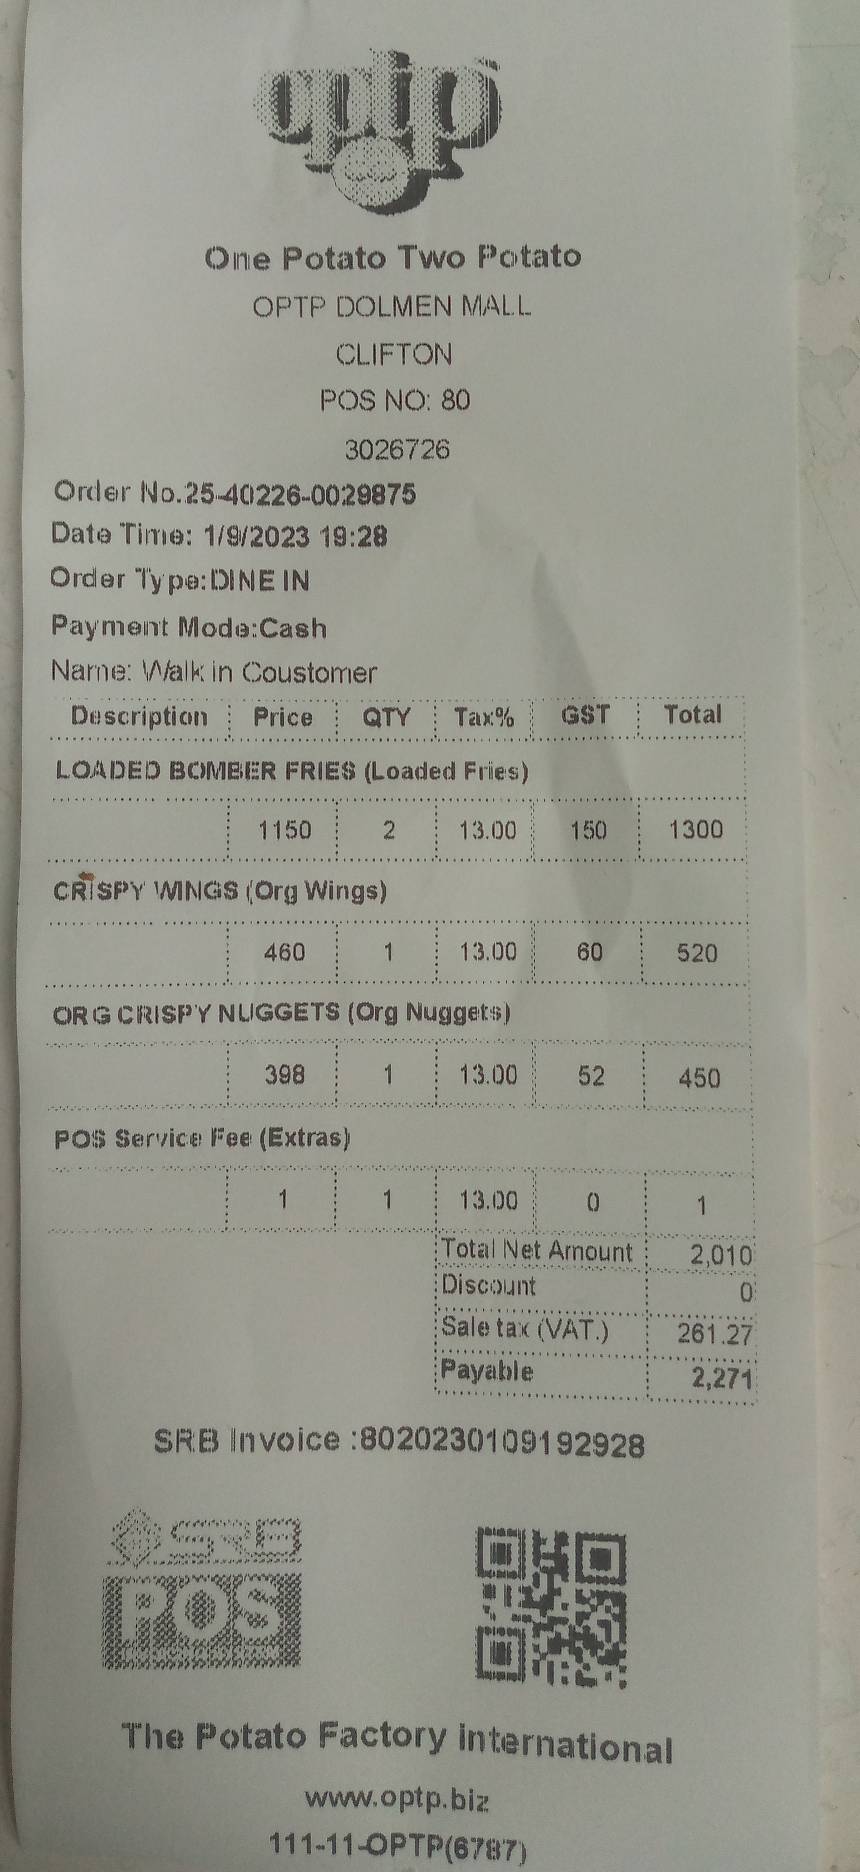 optp
One Potato Two Potato
OPTP DOLMEN MALL
CLIFTON
POS NO: 80
3026726
Order No.25-40226-0029875
Date Time: 1/9/2023 19:28
Order Type:DINE IN
Payment Mode:Cash
Name: Walk in Coustomer
Description Price QTY Tax% GST Total
LOADED BOMBER FRIES (Loaded Fries)
1150 2 13.00 150 1300
CRISPY WINGS (Org Wings)
460 1 13.00 60 520
ORG CRISPY NUGGETS (Org Nuggets)
398 1 13.00 52 450
POS Service Fee (Extras)
1 1 13.00 0 1
Total Net Amount 2,010
Discount 0
Sale tax (VAT.) 261.27
Payable 2,271
SRB Invoice :8020230109192928
SRB
POS
The Potato Factory international
www.optp.biz
111-11-OPTP(6787)